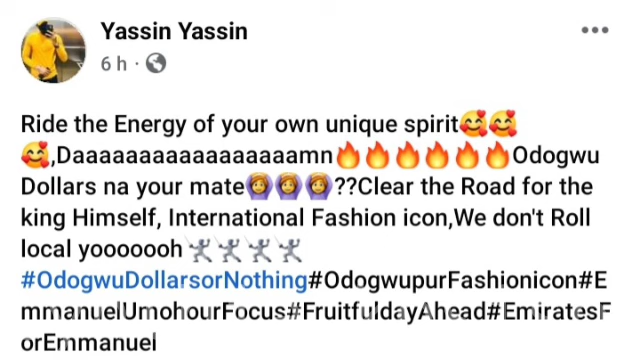 Yassin Yassin
6 h ·
Ride the Energy of your own unique spirit🥰🥰
🥰,Daaaaaaaaaaaaaaaaamn🔥🔥🔥🔥🔥🔥Odogwu
Dollars na your mate🙆‍♀️🙆‍♀️🙆‍♀️??Clear the Road for the
king Himself, International Fashion icon,We don't Roll
local yooooooh🤺🤺🤺🤺
#OdogwuDollarsorNothing#OdogwupurFashionicon#E
mmanuelUmohourFocus#FruitfuldayAhead#EmiratesF
orEmmanuel